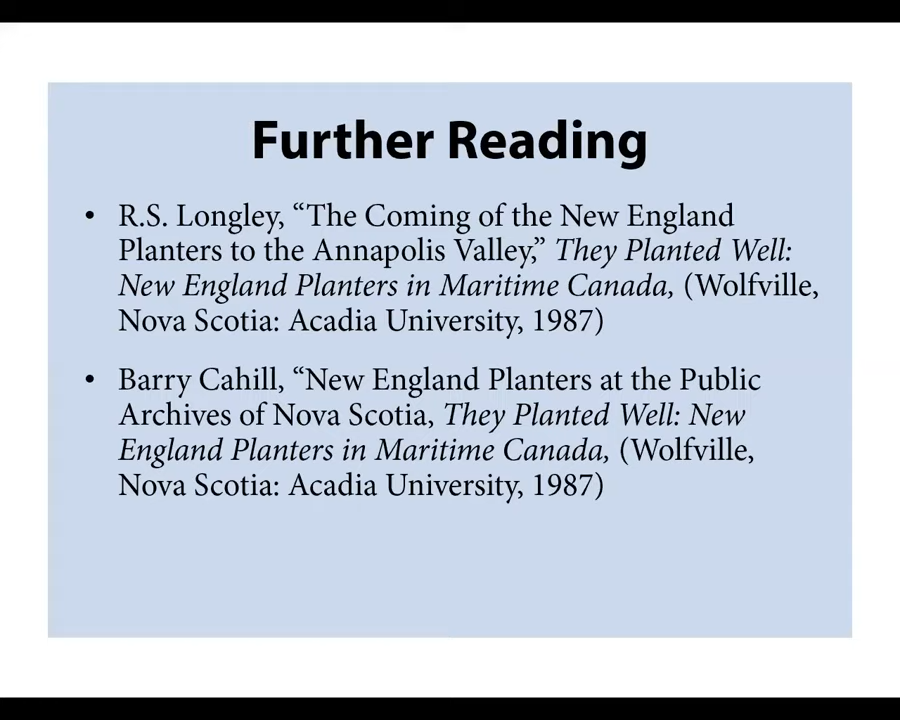 Further Reading
• R.S. Longley, “The Coming of the New England
Planters to the Annapolis Valley,” They Planted Well:
New England Planters in Maritime Canada, (Wolfville,
Nova Scotia: Acadia University, 1987)
• Barry Cahill, “New England Planters at the Public
Archives of Nova Scotia, They Planted Well: New
England Planters in Maritime Canada, (Wolfville,
Nova Scotia: Acadia University, 1987)